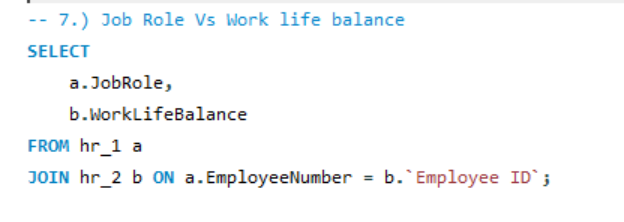 -- 7.) Job Role Vs Work life balance
SELECT
a.JobRole,
b.WorkLifeBalance
FROM hr_1 a
JOIN hr_2 b ON a.EmployeeNumber = b.`Employee ID`;